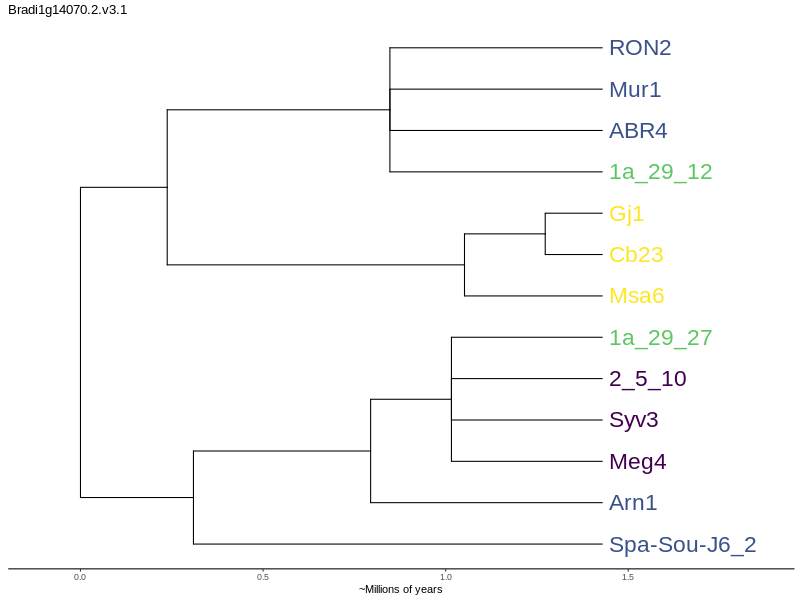 Bradi1g14070.2.v3.1
RON2
Mur1
ABR4
1a_29_12
Gj1
Cb23
Msa6
1a_29_27
2_5_10
Syv3
Meg4
Arn1
Spa-Sou-J6_2
0.0 0.5 1.0 1.5
~Millions of years